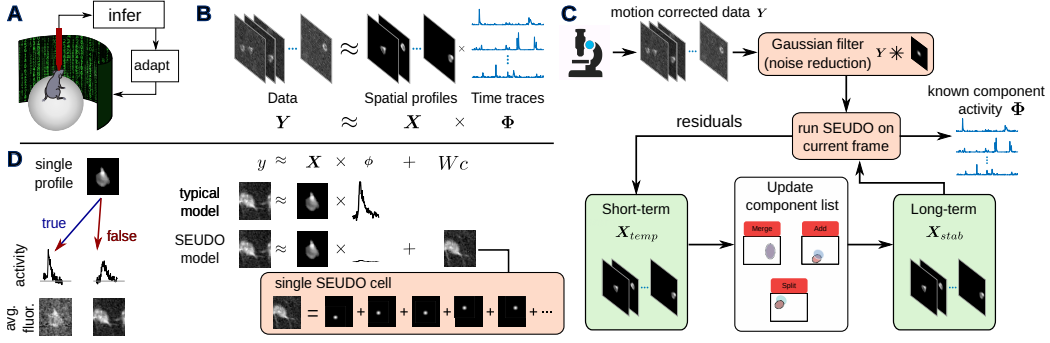 A
infer
adapt
B
Data
Spatial profiles
Time traces
Y ≈ X × Φ
C
motion corrected data Y
Gaussian filter
(noise reduction) Y ✳
known component
activity Φ
run SEUDO on
current frame
residuals
Short-term
X_temp
Update
component list
Merge
Add
Split
Long-term
X_stab
D
single
profile
true
false
activity
avg.
fluor.
y ≈ X × ϕ + Wc
typical
model
≈ ×
SEUDO
model
≈ × +
single SEUDO cell
= + + + + + ···